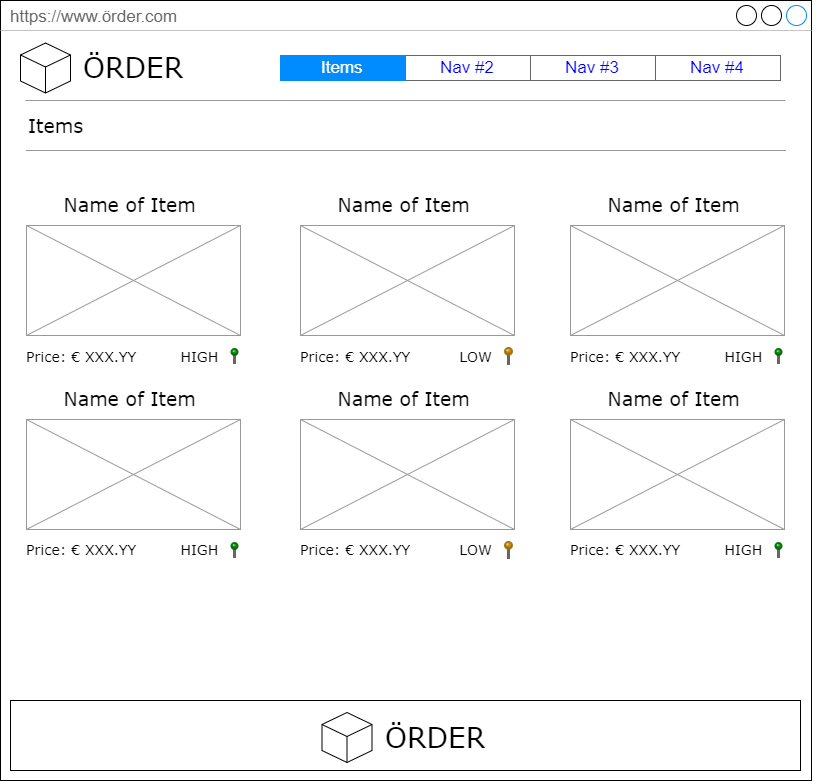 https://www.örder.com
ÖRDER
Items Nav #2 Nav #3 Nav #4
Items
Name of Item Name of Item Name of Item
Price: € XXX.YY HIGH Price: € XXX.YY LOW Price: € XXX.YY HIGH
Name of Item Name of Item Name of Item
Price: € XXX.YY HIGH Price: € XXX.YY LOW Price: € XXX.YY HIGH
ÖRDER